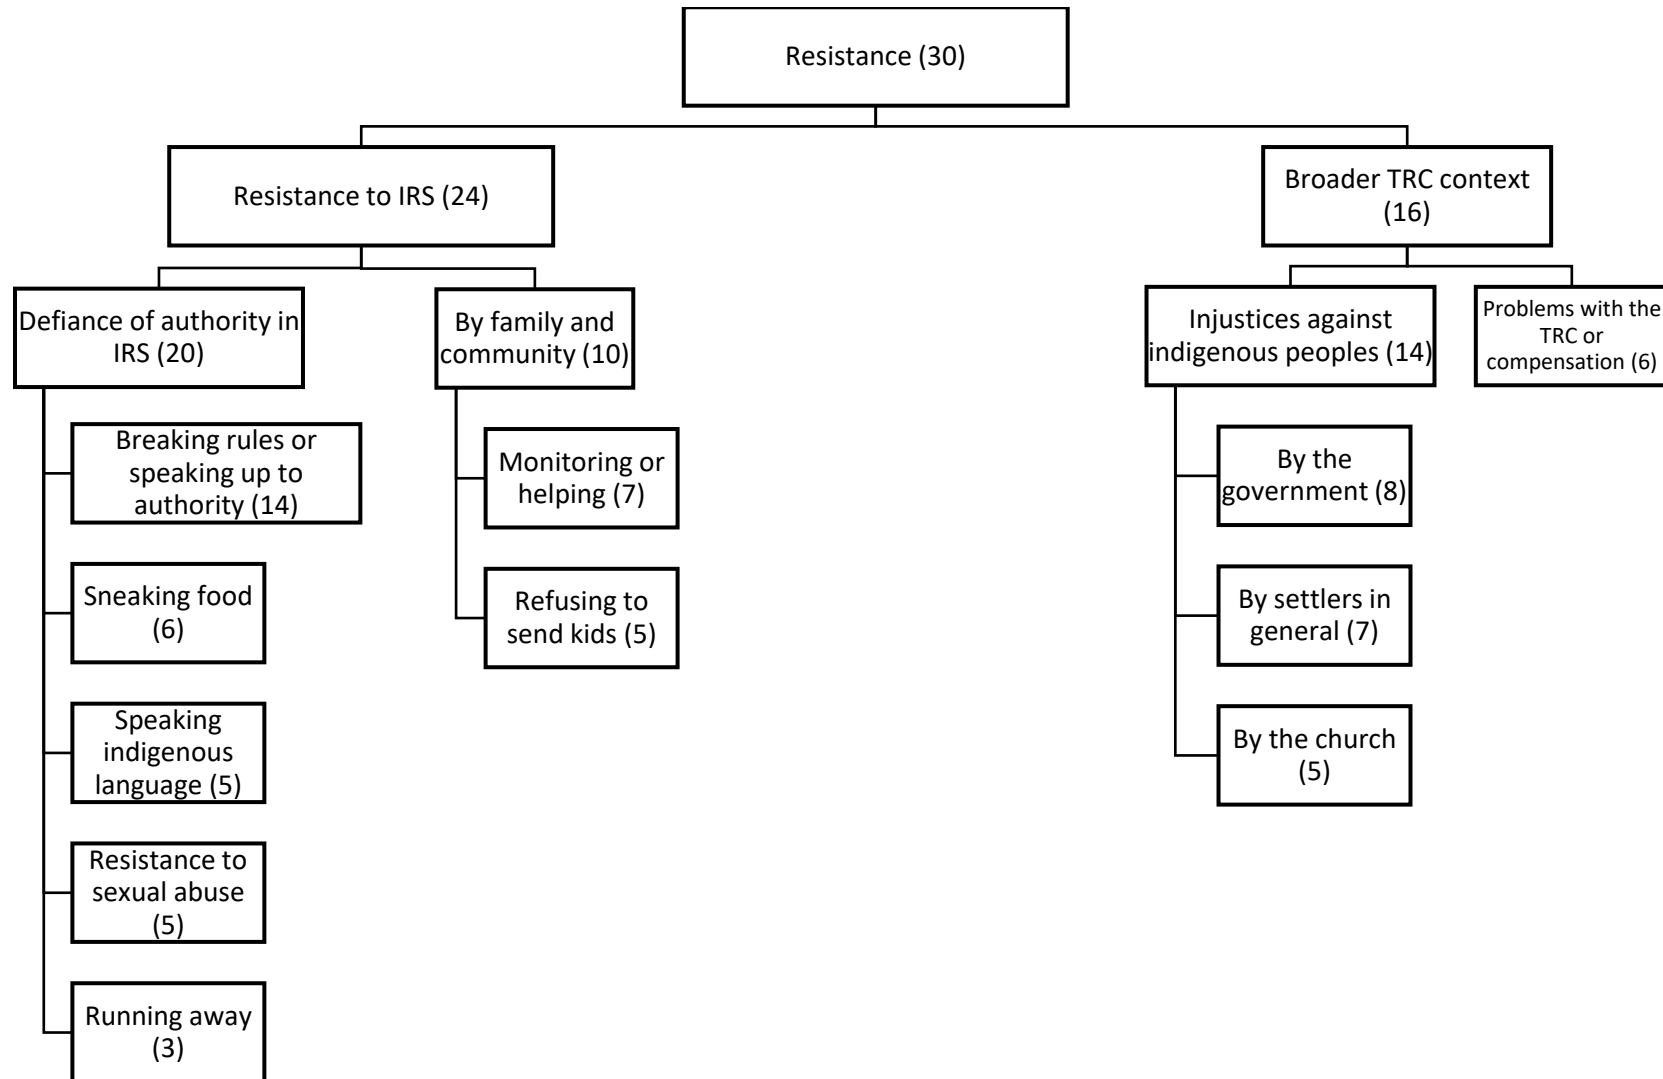 Resistance (30)
Resistance to IRS (24)
Broader TRC context
(16)
Defiance of authority in
IRS (20)
By family and
community (10)
Injustices against
indigenous peoples (14)
Problems with the
TRC or
compensation (6)
Breaking rules or
speaking up to
authority (14)
Sneaking food
(6)
Speaking
indigenous
language (5)
Resistance to
sexual abuse
(5)
Running away
(3)
Monitoring or
helping (7)
Refusing to
send kids (5)
By the
government (8)
By settlers in
general (7)
By the church
(5)